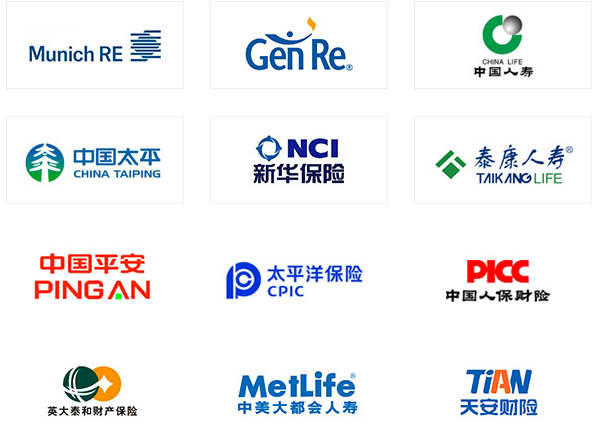 Munich RE
Gen Re®
CHINA LIFE
中国人寿
中国太平
CHINA TAIPING
NCI
新华保险
泰康人寿®
TAIKANG LIFE
中国平安
PING AN
太平洋保险
CPIC
PICC
中国人保财险
英大泰和财产保险
MetLife®
中美大都会人寿
TIAN
天安财险